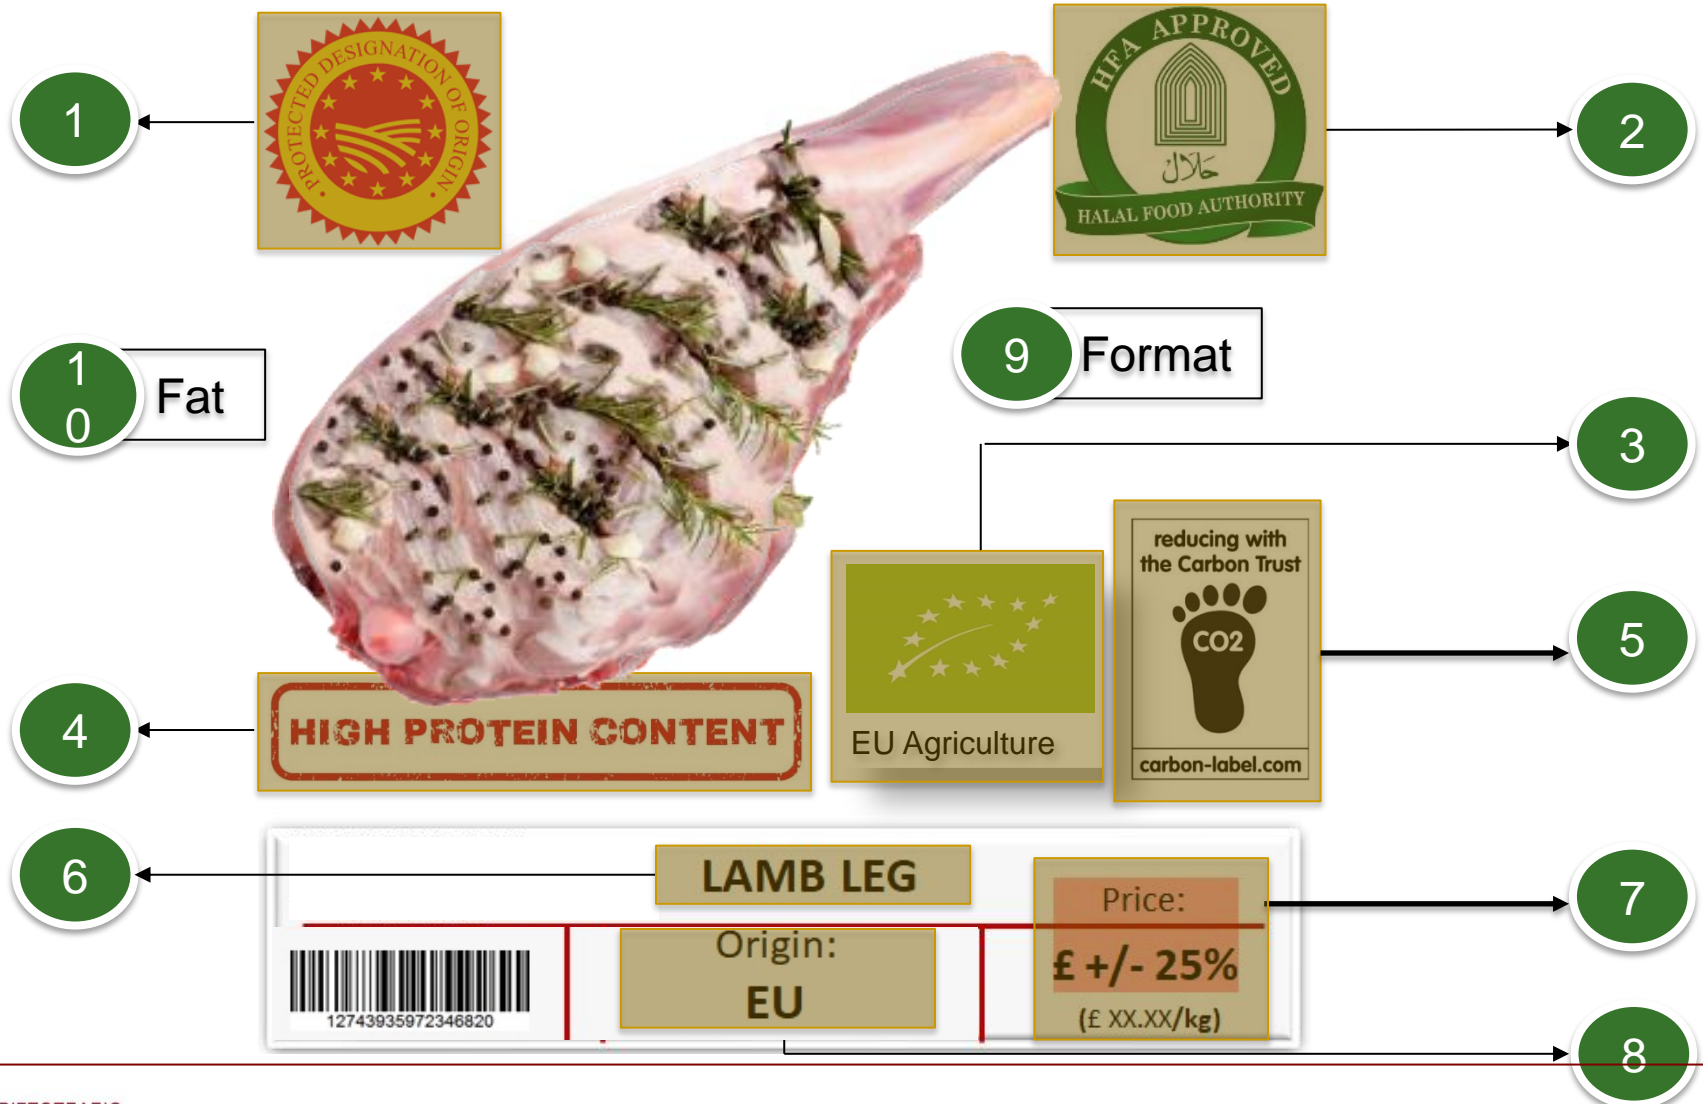 PROTECTED DESIGNATION OF ORIGIN
HFA APPROVED
حلال
HALAL FOOD AUTHORITY
1
2
10
Fat
9
Format
3
reducing with
the Carbon Trust
CO2
carbon-label.com
5
EU Agriculture
4
HIGH PROTEIN CONTENT
6
LAMB LEG
Price:
£ +/- 25%
(£ XX.XX/kg)
7
Origin:
EU
12743935972346820
8